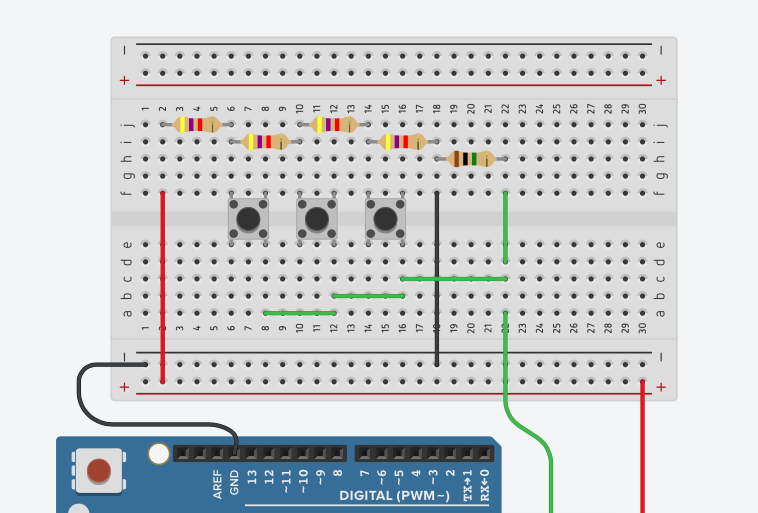 − −
+ +
1 2 3 4 5 6 7 8 9 10 11 12 13 14 15 16 17 18 19 20 21 22 23 24 25 26 27 28 29 30
j j
i i
h h
g g
f f
e e
d d
c c
b b
a a
1 2 3 4 5 6 7 8 9 10 11 12 13 14 15 16 17 18 19 20 21 22 23 24 25 26 27 28 29 30
− −
+ +
AREF GND 13 12 ~11 ~10 ~9 8 7 ~6 ~5 4 ~3 2 TX→1 RX←0
DIGITAL (PWM~)